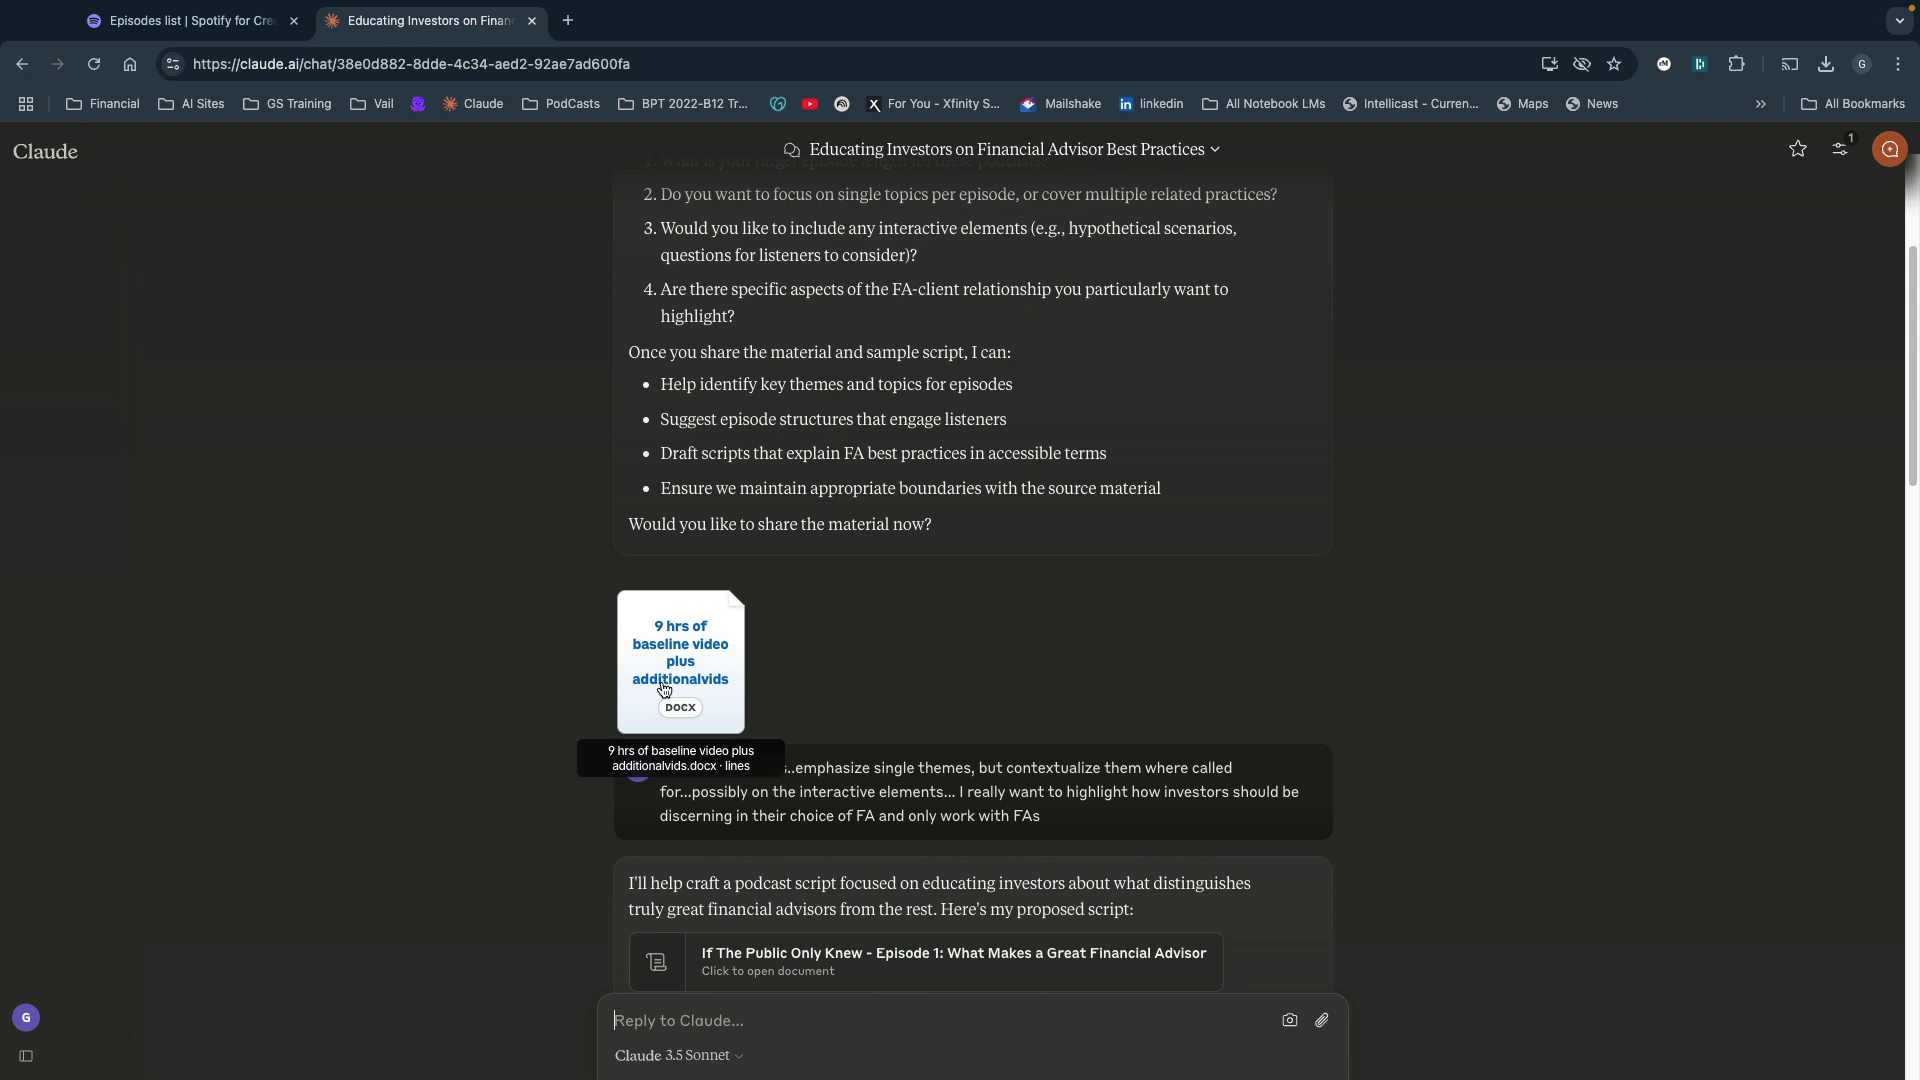 Episodes list | Spotify for Cre
Educating Investors on Finan
https://claude.ai/chat/38e0d882-8dde-4c34-aed2-92ae7ad600fa
G
Financial
AI Sites
GS Training
Vail
Claude
PodCasts
BPT 2022-B12 Tr...
For You - Xfinity S...
Mailshake
linkedin
All Notebook LMs
Intellicast - Curren...
Maps
News
»
All Bookmarks
Claude
Educating Investors on Financial Advisor Best Practices
1
1. What is your target episode length for these podcasts?
2. Do you want to focus on single topics per episode, or cover multiple related practices?
3. Would you like to include any interactive elements (e.g., hypothetical scenarios,
questions for listeners to consider)?
4. Are there specific aspects of the FA-client relationship you particularly want to
highlight?
Once you share the material and sample script, I can:
• Help identify key themes and topics for episodes
• Suggest episode structures that engage listeners
• Draft scripts that explain FA best practices in accessible terms
• Ensure we maintain appropriate boundaries with the source material
Would you like to share the material now?
9 hrs of
baseline video
plus
additionalvids
DOCX
9 hrs of baseline video plus
additionalvids.docx · lines
s..emphasize single themes, but contextualize them where called
for...possibly on the interactive elements... I really want to highlight how investors should be
discerning in their choice of FA and only work with FAs
I'll help craft a podcast script focused on educating investors about what distinguishes
truly great financial advisors from the rest. Here's my proposed script:
If The Public Only Knew - Episode 1: What Makes a Great Financial Advisor
Click to open document
Reply to Claude...
Claude 3.5 Sonnet
G